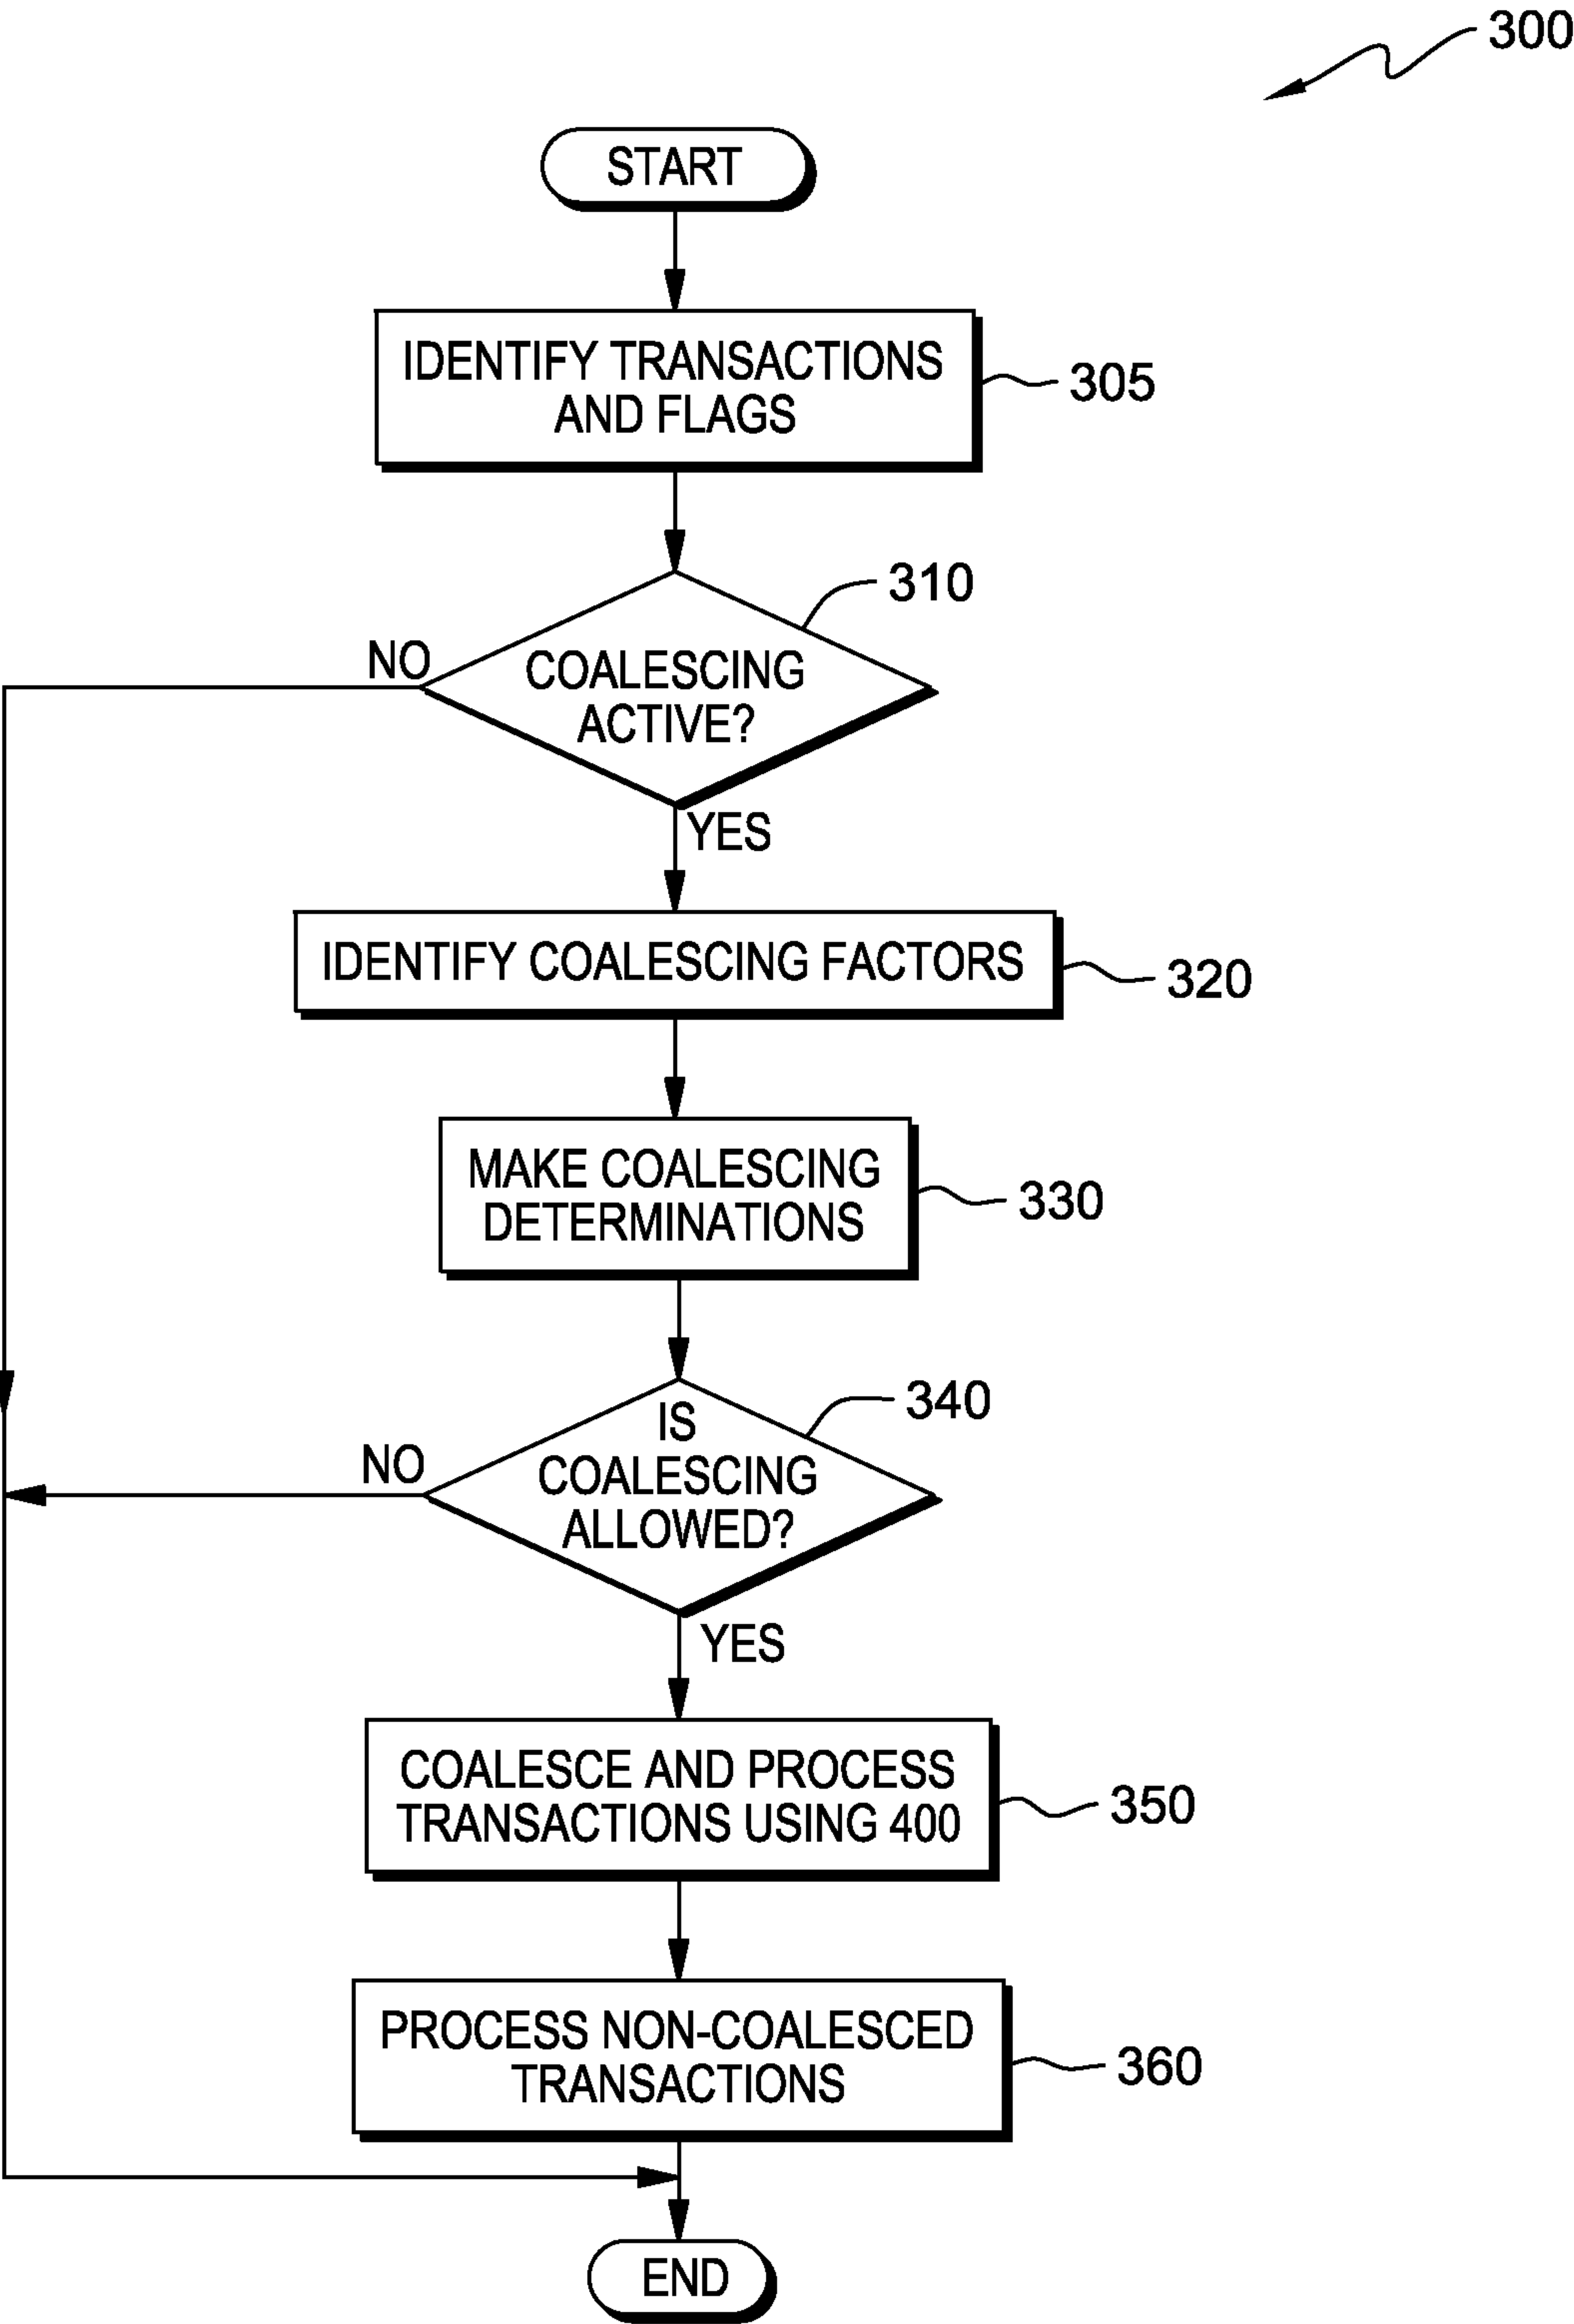 300
START
IDENTIFY TRANSACTIONS
AND FLAGS
305
310
NO
COALESCING
ACTIVE?
YES
IDENTIFY COALESCING FACTORS
320
MAKE COALESCING
DETERMINATIONS
330
340
IS
NO
COALESCING
ALLOWED?
YES
COALESCE AND PROCESS
TRANSACTIONS USING 400
350
PROCESS NON-COALESCED
TRANSACTIONS
360
END